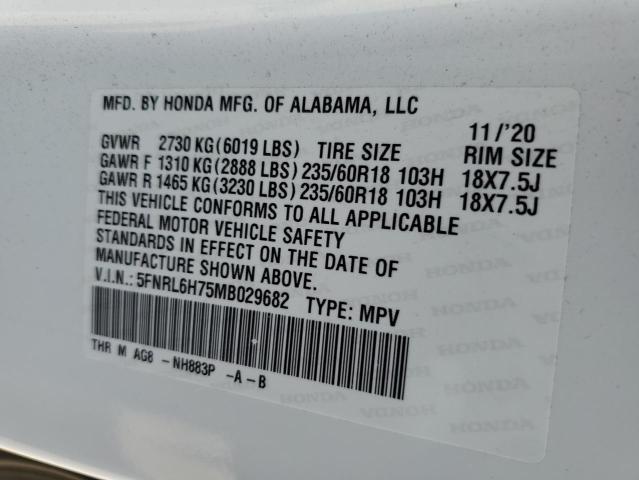 MFD. BY HONDA MFG. OF ALABAMA, LLC
11/'20
GVWR 2730 KG(6019 LBS) TIRE SIZE RIM SIZE
GAWR F 1310 KG(2888 LBS)235/60R18 103H 18X7.5J
GAWR R 1465 KG(3230 LBS)235/60R18 103H 18X7.5J
THIS VEHICLE CONFORMS TO ALL APPLICABLE
FEDERAL MOTOR VEHICLE SAFETY
STANDARDS IN EFFECT ON THE DATE OF
MANUFACTURE SHOWN ABOVE.
V.I.N.: 5FNRL6H75MB029682 TYPE: MPV
THR M AG8 - NH883P -A-B